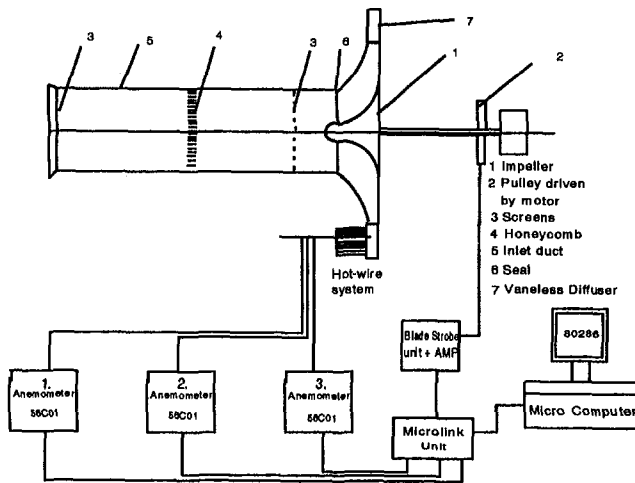 3
5
4
3
6
7
1
2
1 Impeller
2 Pulley driven
by motor
3 Screens
4 Honeycomb
5 Inlet duct
6 Seal
7 Vaneless Diffuser
Hot-wire
system
Blade Strobe
unit + AMP
80286
1.
Anemometer
56C01
2.
Anemometer
56C01
3.
Anemometer
56C01
Microlink
Unit
Micro Computer